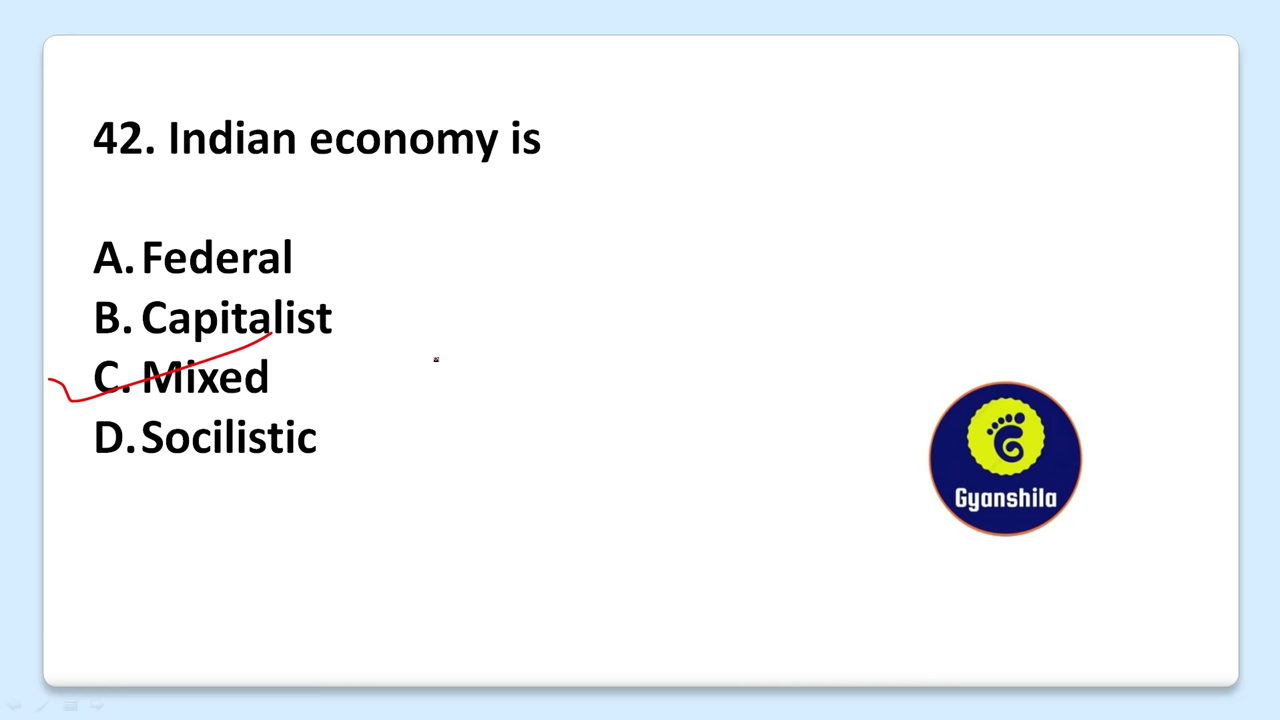 42. Indian economy is
A. Federal
B. Capitalist
C. Mixed
D. Socilistic
Gyanshila